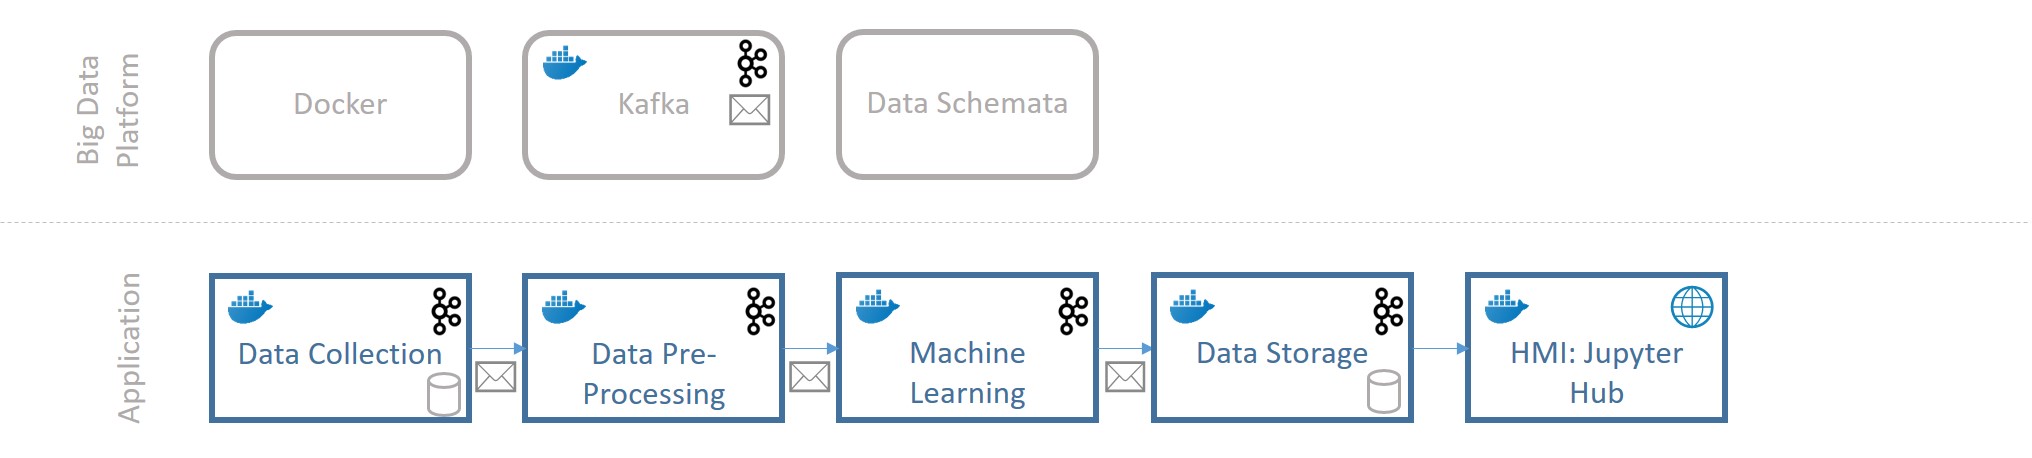 Big Data
Platform
Docker
Kafka
Data Schemata
Application
Data Collection
Data Pre-
Processing
Machine
Learning
Data Storage
HMI: Jupyter
Hub